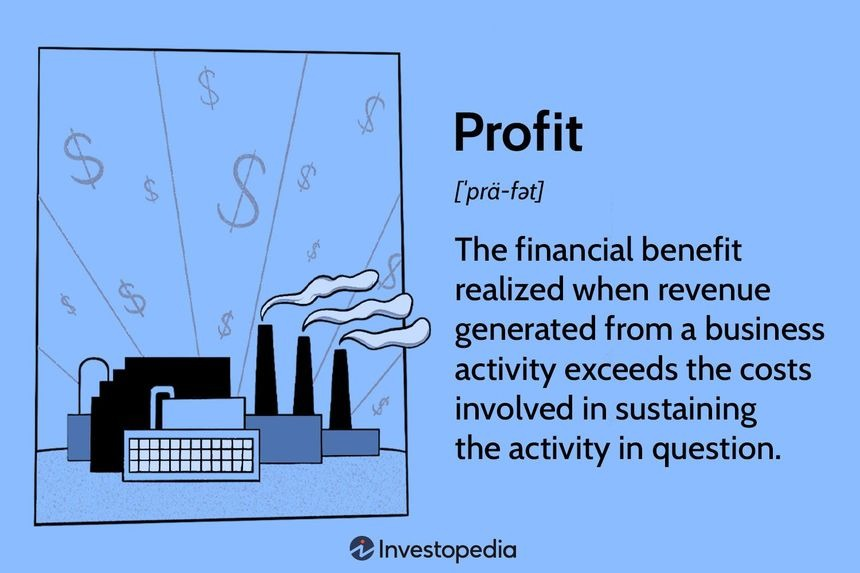 Profit
[ˈprä-fət]
The financial benefit
realized when revenue
generated from a business
activity exceeds the costs
involved in sustaining
the activity in question.
Investopedia